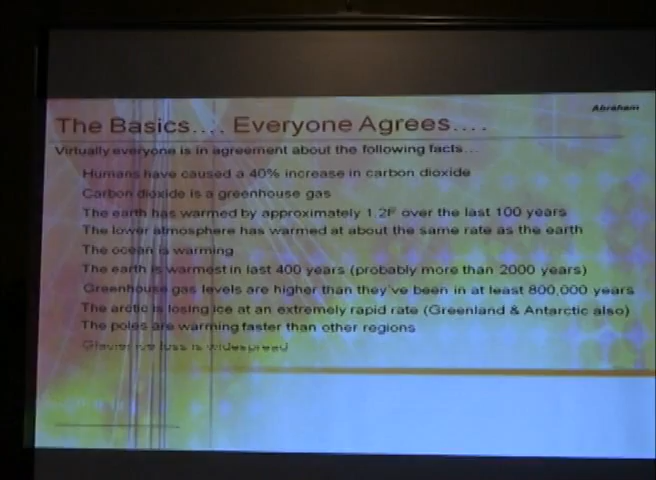 Abraham
The Basics.... Everyone Agrees....
Virtually everyone is in agreement about the following facts...
Humans have caused a 40% increase in carbon dioxide
Carbon dioxide is a greenhouse gas
The earth has warmed by approximately 1.2F over the last 100 years
The lower atmosphere has warmed at about the same rate as the earth
The ocean is warming
The earth is warmest in last 400 years (probably more than 2000 years)
Greenhouse gas levels are higher than they've been in at least 800,000 years
The arctic is losing ice at an extremely rapid rate (Greenland & Antarctic also)
The poles are warming faster than other regions
Glacier ice loss is widespread